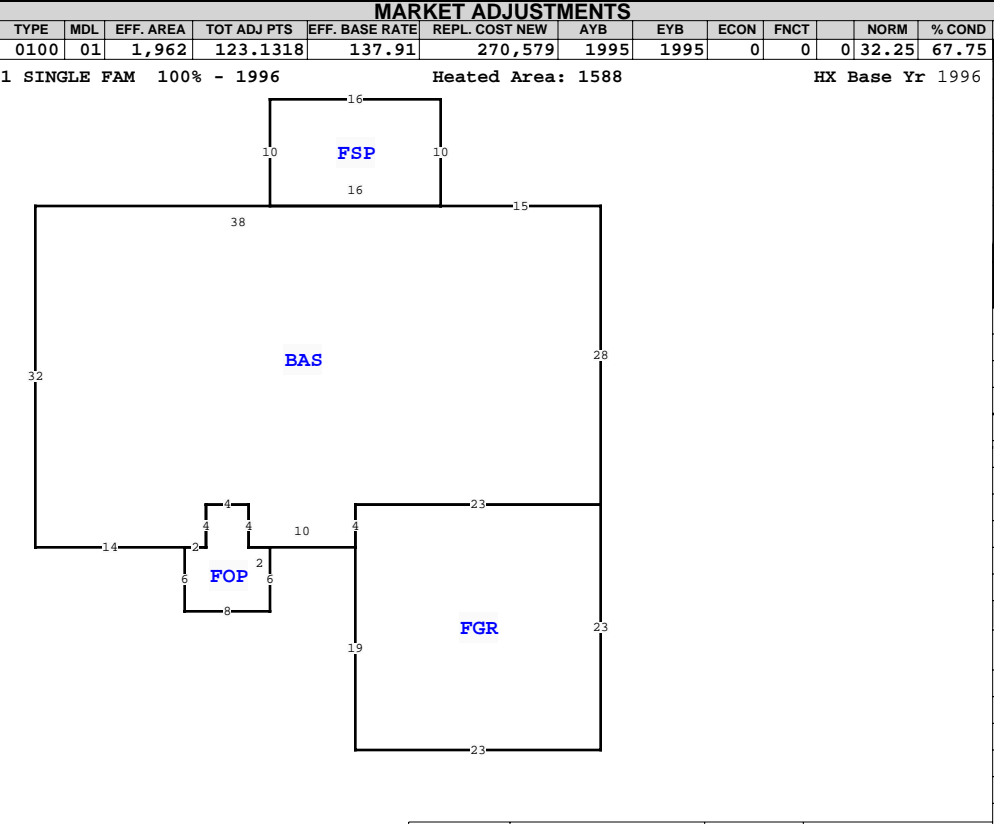 MARKET ADJUSTMENTS
TYPE MDL EFF. AREA TOT ADJ PTS EFF. BASE RATE REPL. COST NEW AYB EYB ECON FNCT NORM % COND
0100 01 1,962 123.1318 137.91 270,579 1995 1995 0 0 0 32.25 67.75
1 SINGLE FAM 100% - 1996 Heated Area: 1588 HX Base Yr 1996
16
10 FSP 10
16
15
38
BAS
28
32
4 23
4 4 10 4
14 2
2
6 FOP 6
8
FGR 23
19
23